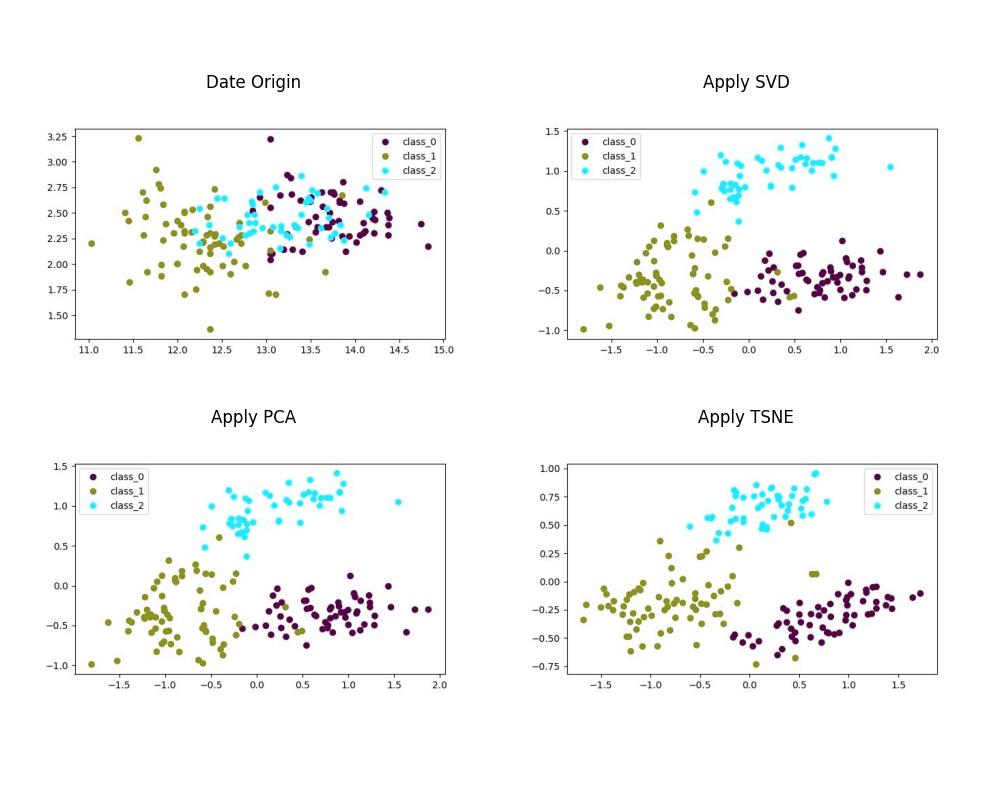 Date Origin
3.25
3.00
2.75
2.50
2.25
2.00
1.75
1.50
class_0
class_1
class_2
11.0 11.5 12.0 12.5 13.0 13.5 14.0 14.5 15.0
Apply SVD
1.5
1.0
0.5
0.0
−0.5
−1.0
class_0
class_1
class_2
−1.5 −1.0 −0.5 0.0 0.5 1.0 1.5 2.0
Apply PCA
1.5
1.0
0.5
0.0
−0.5
−1.0
class_0
class_1
class_2
−1.5 −1.0 −0.5 0.0 0.5 1.0 1.5 2.0
Apply TSNE
1.00
0.75
0.50
0.25
0.00
−0.25
−0.50
−0.75
class_0
class_1
class_2
−1.5 −1.0 −0.5 0.0 0.5 1.0 1.5